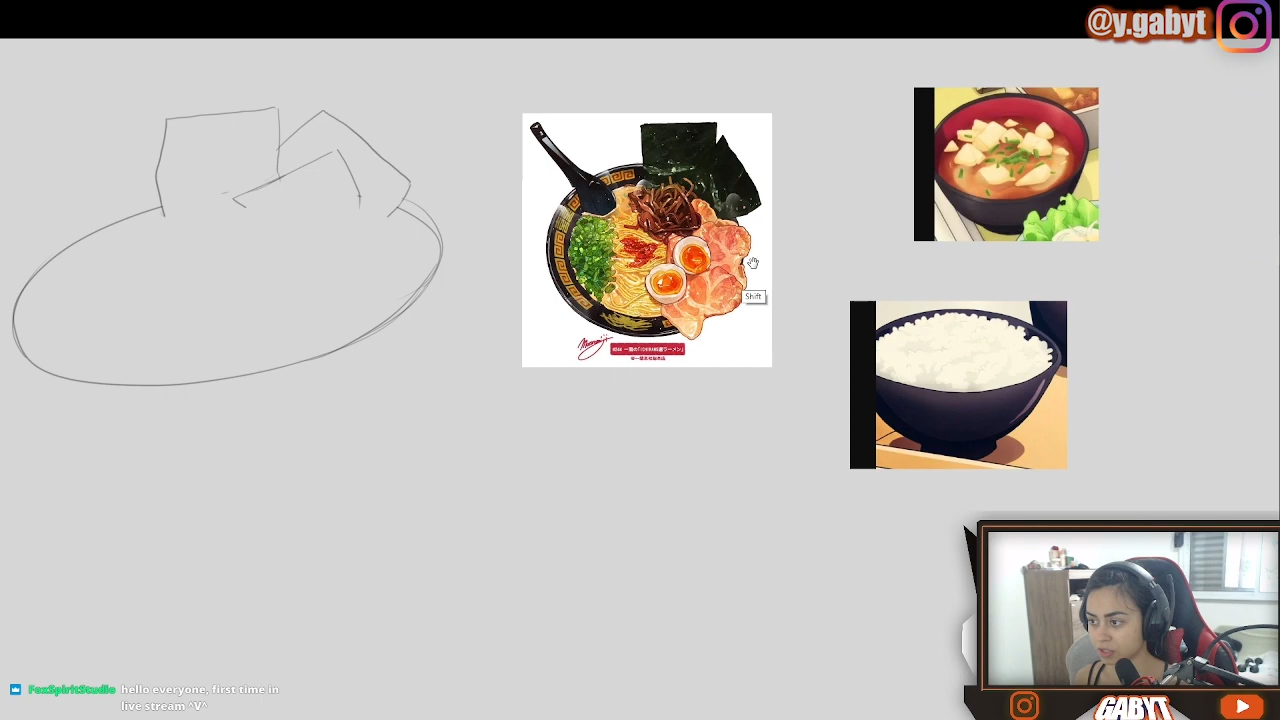 @y.gabyt
Shift
FoxSpiritStudio hello everyone, first time in
live stream ^V^
GABYT